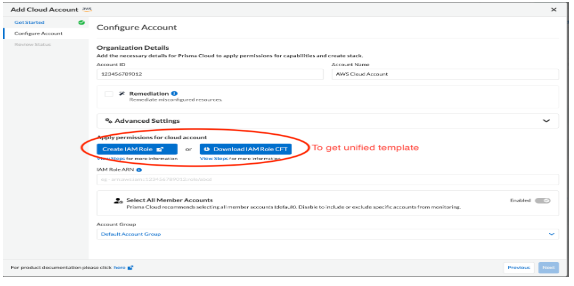 Add Cloud Account aws
Get Started
Configure Account
Review Status
Configure Account
Organization Details
Add the necessary details for Prisma Cloud to apply permissions for capabilities and create stack.
Account ID
Account Name
123456789012
AWS Cloud Account
Remediation
Remediate misconfigured resources.
Advanced Settings
Apply permissions for cloud account
Create IAM Role or Download IAM Role CFT
To get unified template
View Steps for more information
View Steps for more information
IAM Role ARN
Select All Member Accounts
Enabled
Prisma Cloud recommends selecting all member accounts (default). Disable to include or exclude specific accounts from monitoring.
Account Group
Default Account Group
For product documentation please click here
Previous
Next